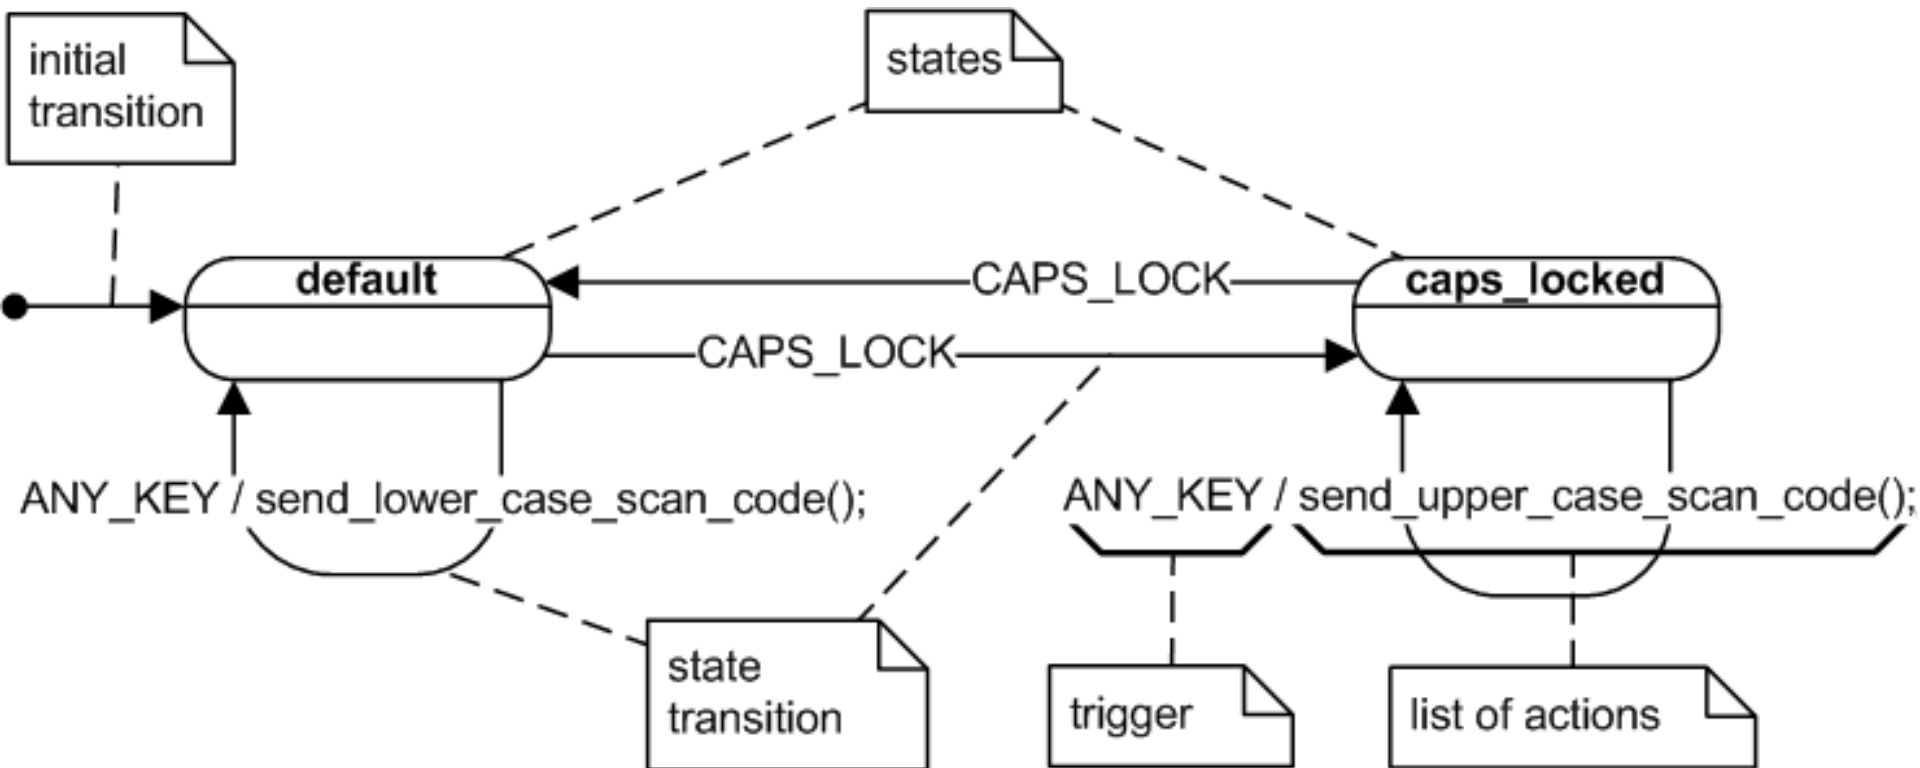 initial
transition
states
default
CAPS_LOCK
caps_locked
CAPS_LOCK
ANY_KEY / send_lower_case_scan_code();
ANY_KEY / send_upper_case_scan_code();
state
transition
trigger
list of actions